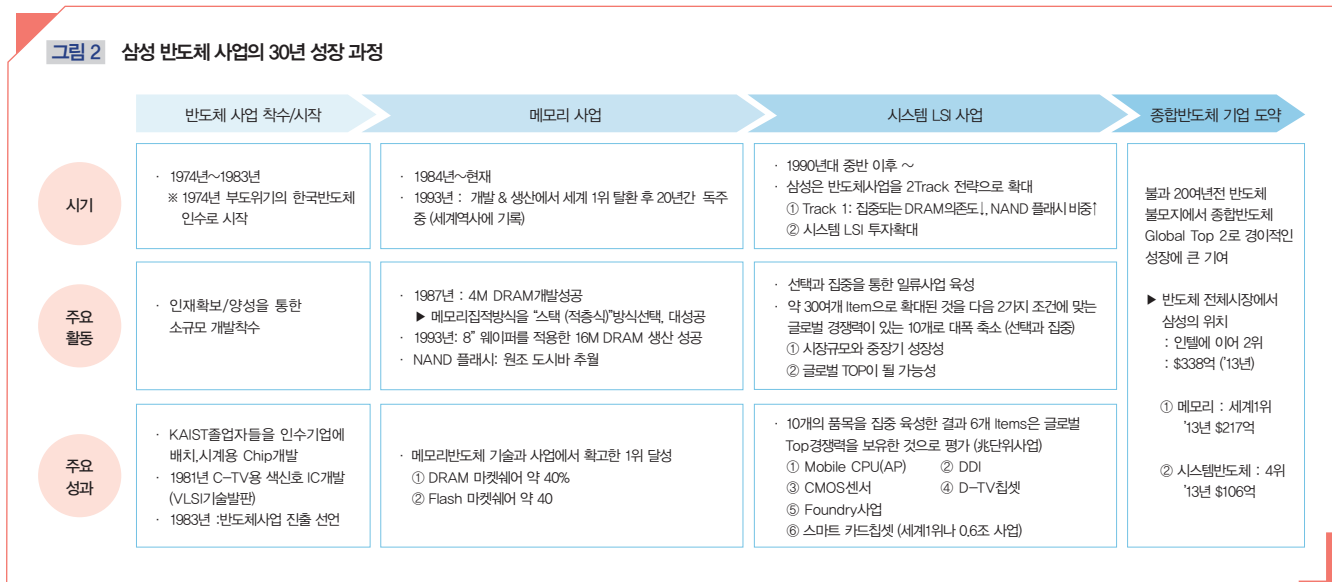 그림 2 삼성 반도체 사업의 30년 성장 과정
반도체 사업 착수/시작
메모리 사업
시스템 LSI 사업
종합반도체 기업 도약
시기
· 1974년~1983년
※ 1974년 부도위기의 한국반도체
인수로 시작
· 1984년~현재
· 1993년 : 개발 & 생산에서 세계 1위 탈환 후 20년간 독주
중 (세계역사에 기록)
· 1990년대 중반 이후 ~
· 삼성은 반도체사업을 2Track 전략으로 확대
① Track 1: 집중되는 DRAM의존도↓, NAND 플래시 비중↑
② 시스템 LSI 투자확대
주요
활동
· 인재확보/양성을 통한
소규모 개발착수
· 1987년 : 4M DRAM개발성공
▶ 메모리집적방식을 “스택 (적층식)”방식선택, 대성공
· 1993년: 8” 웨이퍼를 적용한 16M DRAM 생산 성공
· NAND 플래시: 원조 도시바 추월
· 선택과 집중을 통한 일류사업 육성
· 약 30여개 Item으로 확대된 것을 다음 2가지 조건에 맞는
글로벌 경쟁력이 있는 10개로 대폭 축소 (선택과 집중)
① 시장규모와 중장기 성장성
② 글로벌 TOP이 될 가능성
주요
성과
· KAIST졸업자들을 인수기업에
배치,시계용 Chip개발
· 1981년 C-TV용 색신호 IC개발
(VLSI기술발판)
· 1983년 :반도체사업 진출 선언
· 메모리반도체 기술과 사업에서 확고한 1위 달성
① DRAM 마켓쉐어 약 40%
② Flash 마켓쉐어 약 40
· 10개의 품목을 집중 육성한 결과 6개 Items은 글로벌
Top경쟁력을 보유한 것으로 평가 (兆단위사업)
① Mobile CPU(AP) ② DDI
③ CMOS센서 ④ D-TV칩셋
⑤ Foundry사업
⑥ 스마트 카드칩셋 (세계1위나 0.6조 사업)
불과 20여년전 반도체
불모지에서 종합반도체
Global Top 2로 경이적인
성장에 큰 기여
▶ 반도체 전체시장에서
삼성의 위치
: 인텔에 이어 2위
: $338억 ('13년)
① 메모리 : 세계1위
'13년 $217억
② 시스템반도체 : 4위
'13년 $106억